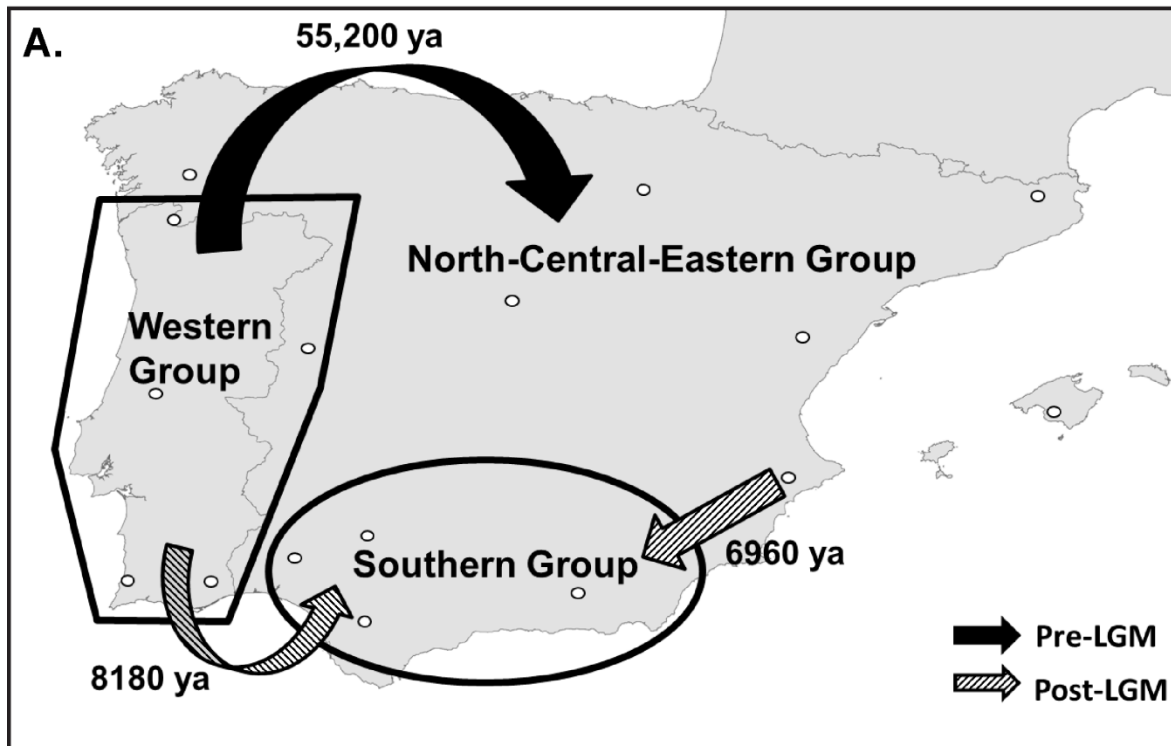 A.
55,200 ya
North-Central-Eastern Group
Western
Group
Southern Group
6960 ya
8180 ya
Pre-LGM
Post-LGM